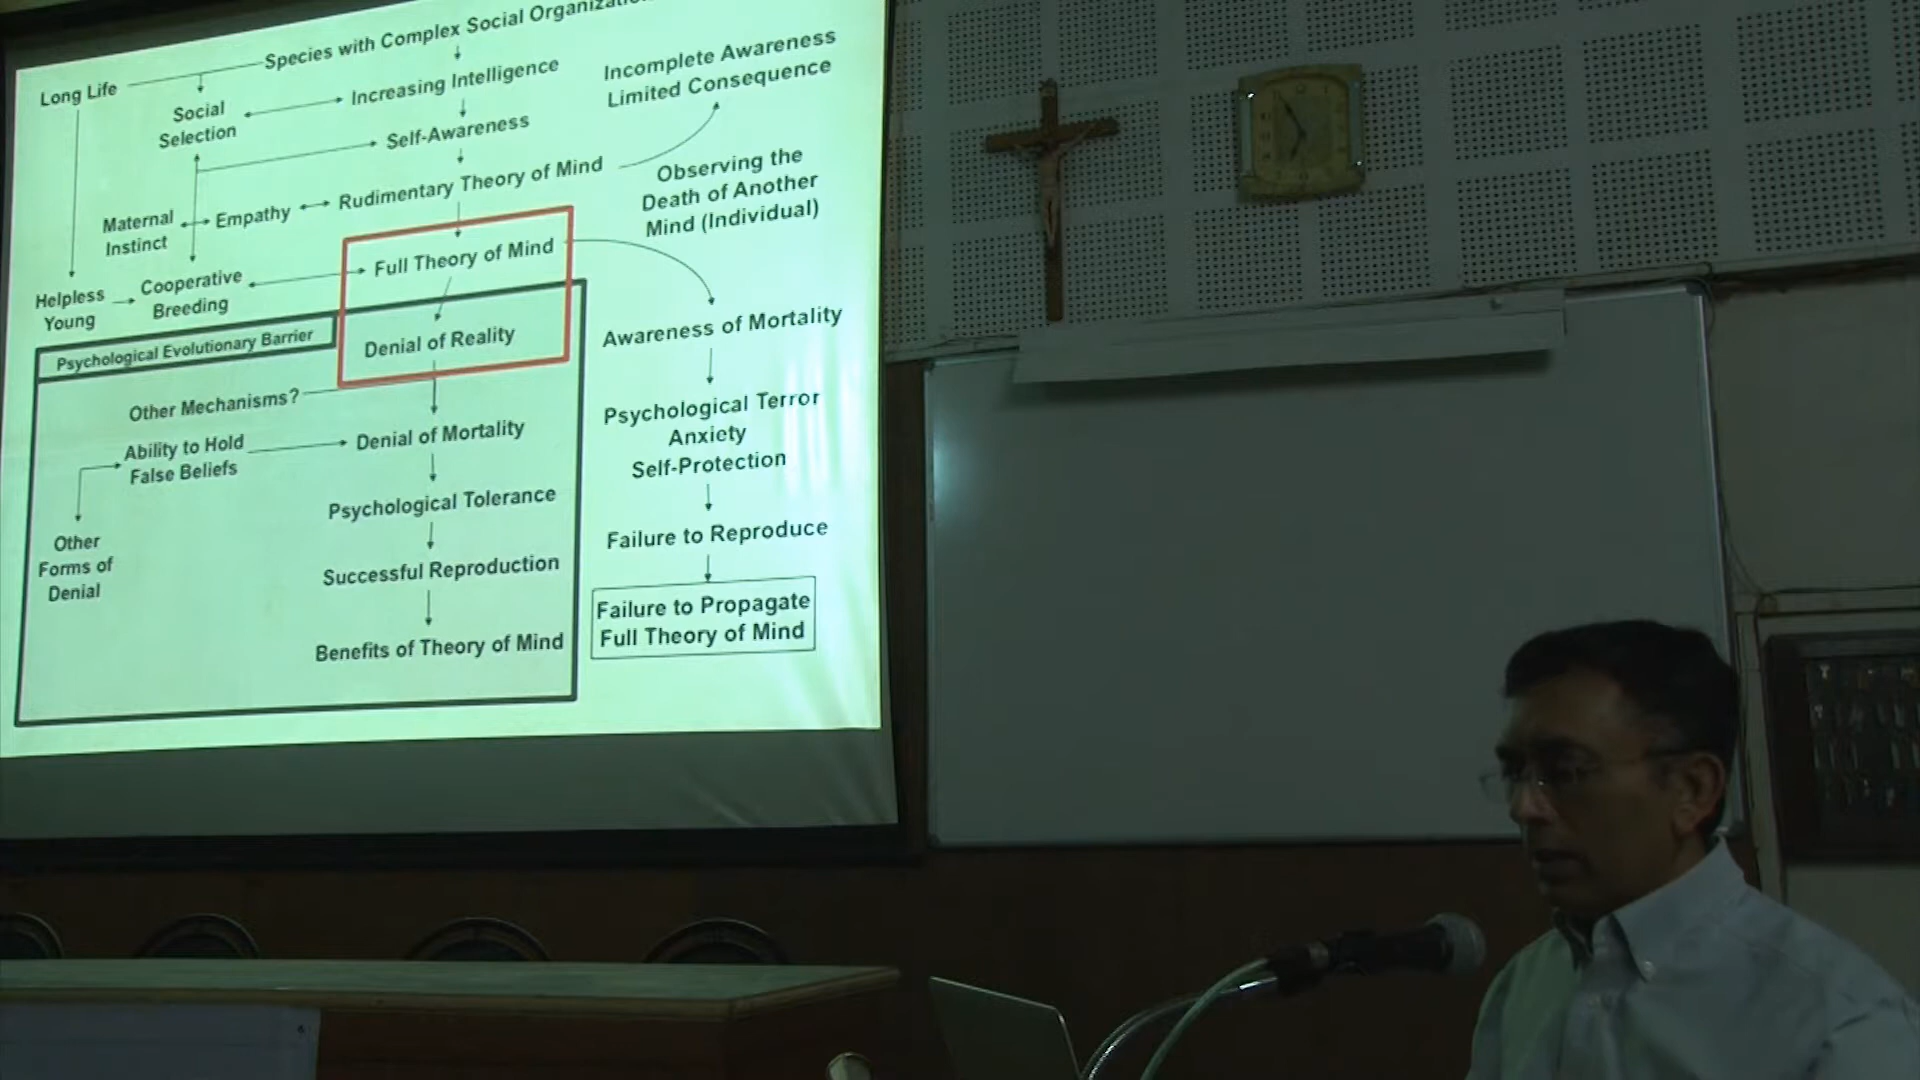 Species with Complex Social
Long Life
Social
Selection
Increasing Intelligence
Self-Awareness
Incomplete Awareness
Limited Consequence
Rudimentary Theory of Mind
Observing the
Death of Another
Mind (Individual)
Maternal
Instinct
Empathy
Full Theory of Mind
Helpless
Young
Cooperative
Breeding
Psychological Evolutionary Barrier
Denial of Reality
Awareness of Mortality
Other Mechanisms?
Ability to Hold
False Beliefs
Denial of Mortality
Psychological Terror
Anxiety
Self-Protection
Psychological Tolerance
Other
Forms of
Denial
Failure to Reproduce
Successful Reproduction
Failure to Propagate
Full Theory of Mind
Benefits of Theory of Mind